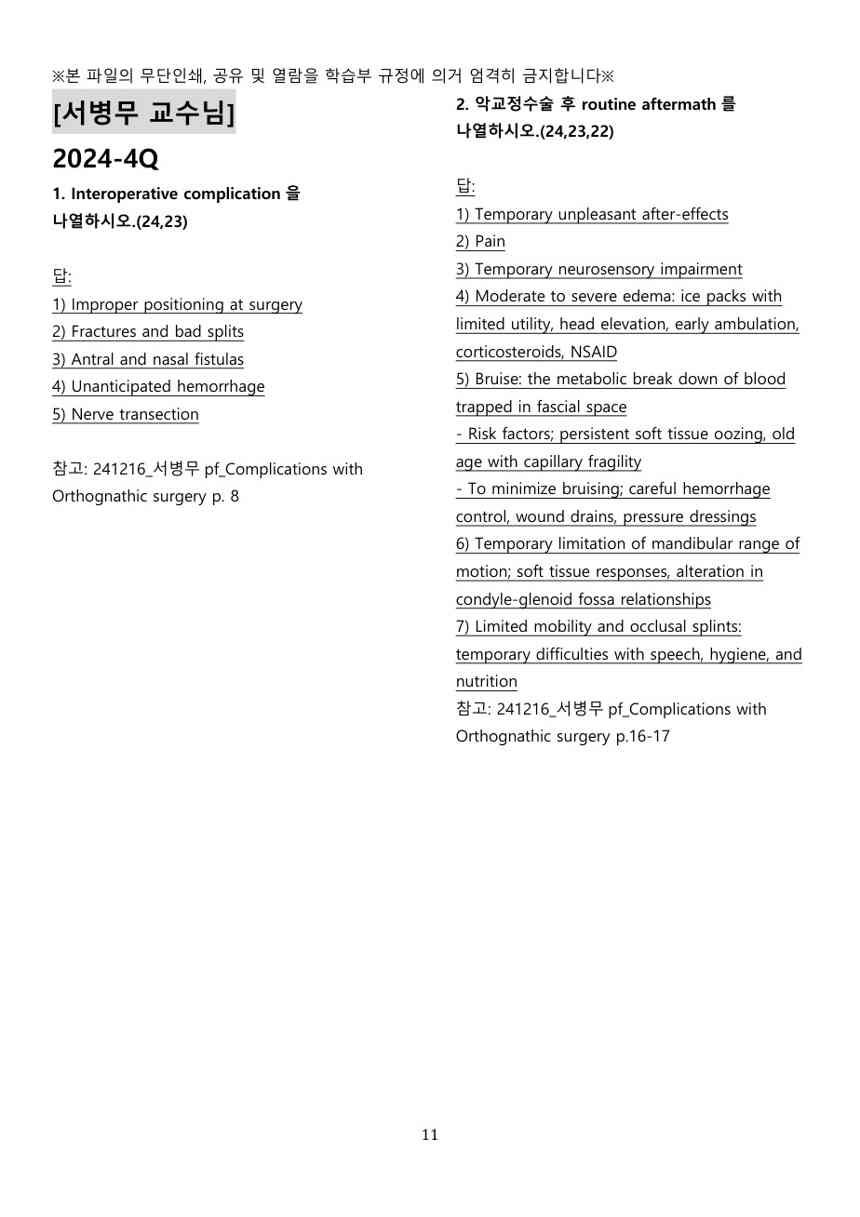 ※본 파일의 무단인쇄, 공유 및 열람을 학습부 규정에 의거 엄격히 금지합니다※
[서병무 교수님]
2024-4Q
1. Interoperative complication 을
나열하시오.(24,23)
답:
1) Improper positioning at surgery
2) Fractures and bad splits
3) Antral and nasal fistulas
4) Unanticipated hemorrhage
5) Nerve transection
참고: 241216_서병무 pf_Complications with
Orthognathic surgery p. 8
2. 악교정수술 후 routine aftermath 를
나열하시오.(24,23,22)
답:
1) Temporary unpleasant after-effects
2) Pain
3) Temporary neurosensory impairment
4) Moderate to severe edema: ice packs with
limited utility, head elevation, early ambulation,
corticosteroids, NSAID
5) Bruise: the metabolic break down of blood
trapped in fascial space
- Risk factors; persistent soft tissue oozing, old
age with capillary fragility
- To minimize bruising; careful hemorrhage
control, wound drains, pressure dressings
6) Temporary limitation of mandibular range of
motion; soft tissue responses, alteration in
condyle-glenoid fossa relationships
7) Limited mobility and occlusal splints:
temporary difficulties with speech, hygiene, and
nutrition
참고: 241216_서병무 pf_Complications with
Orthognathic surgery p.16-17
11